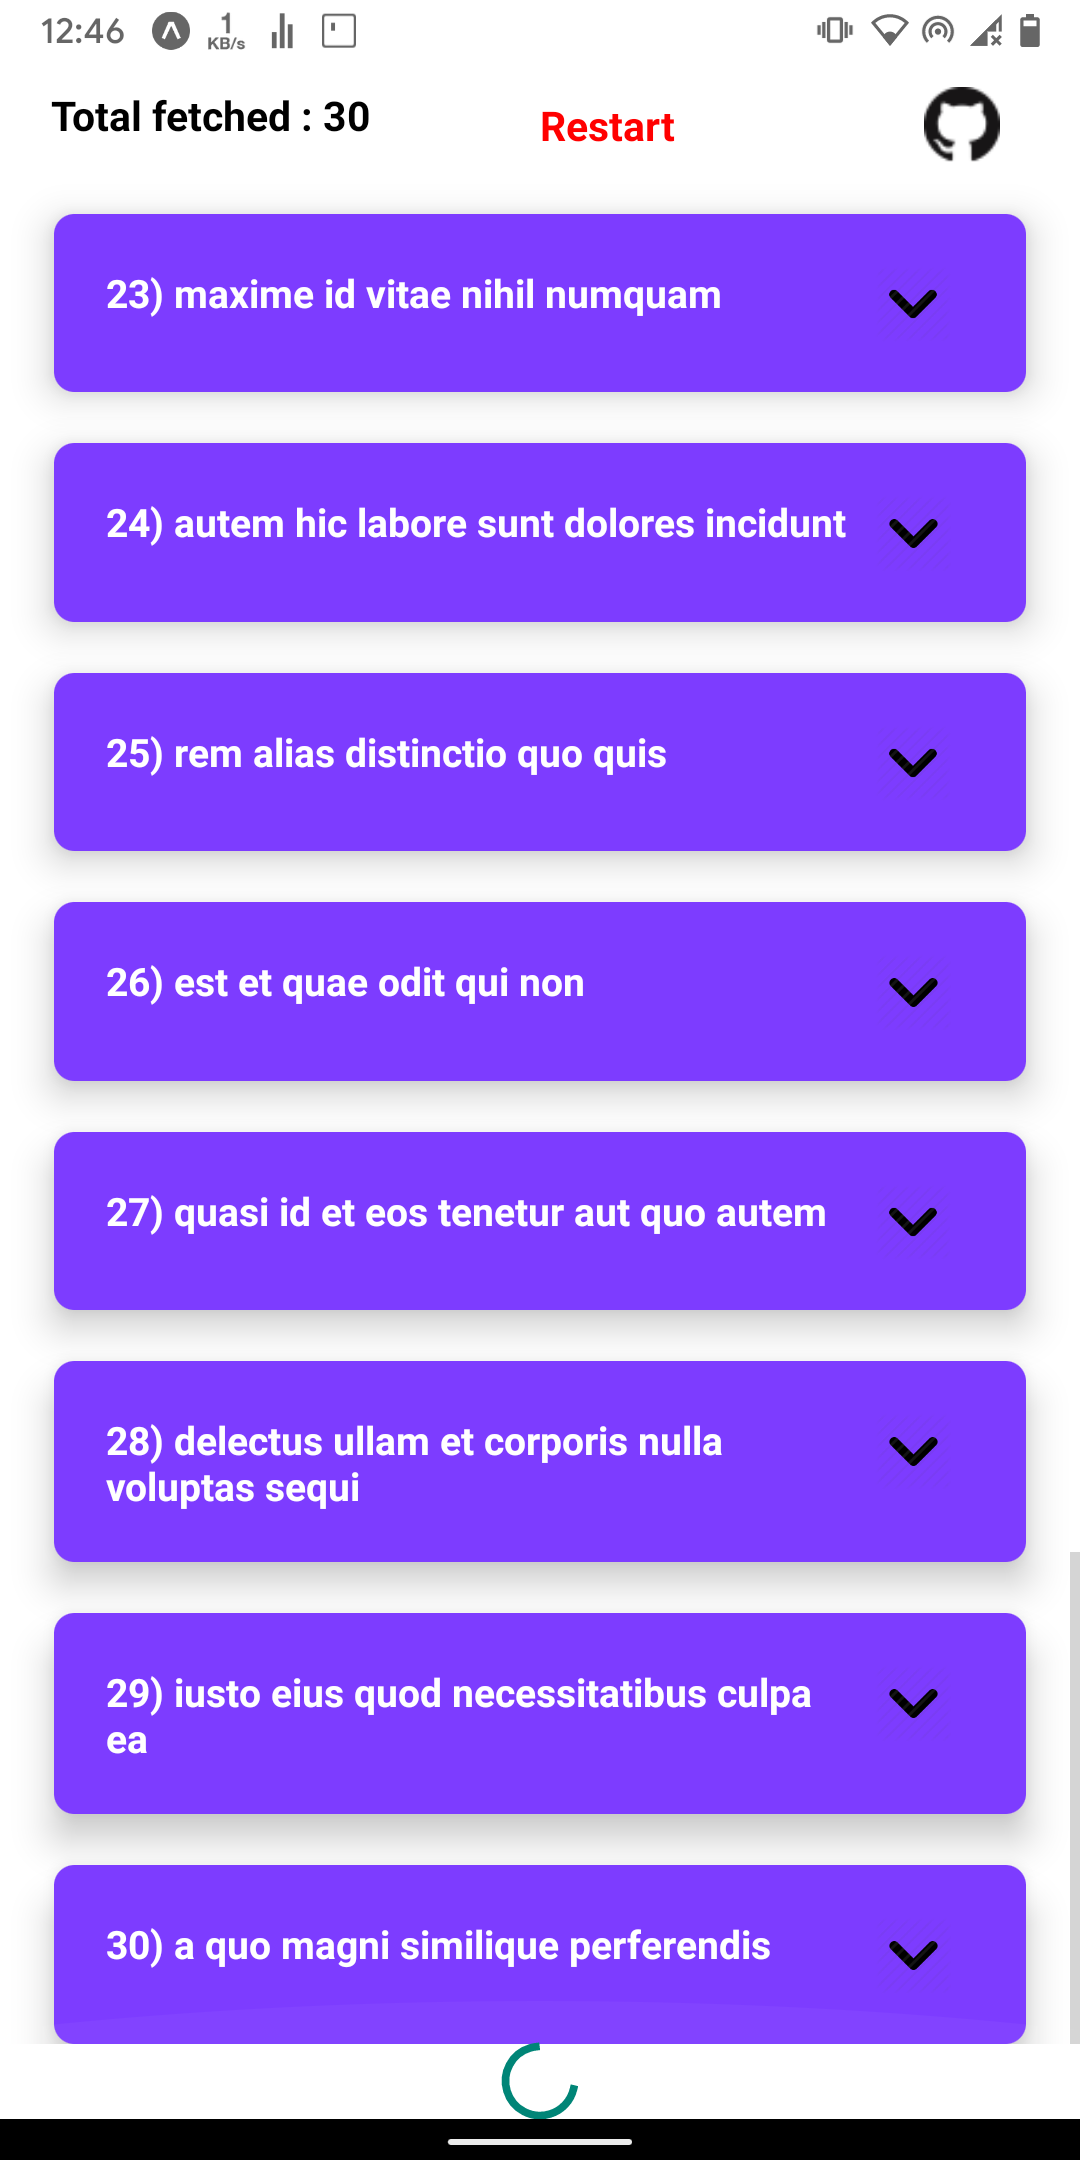 12:46
1
KB/s
Total fetched : 30
Restart
23) maxime id vitae nihil numquam
24) autem hic labore sunt dolores incidunt
25) rem alias distinctio quo quis
26) est et quae odit qui non
27) quasi id et eos tenetur aut quo autem
28) delectus ullam et corporis nulla
voluptas sequi
29) iusto eius quod necessitatibus culpa
ea
30) a quo magni similique perferendis